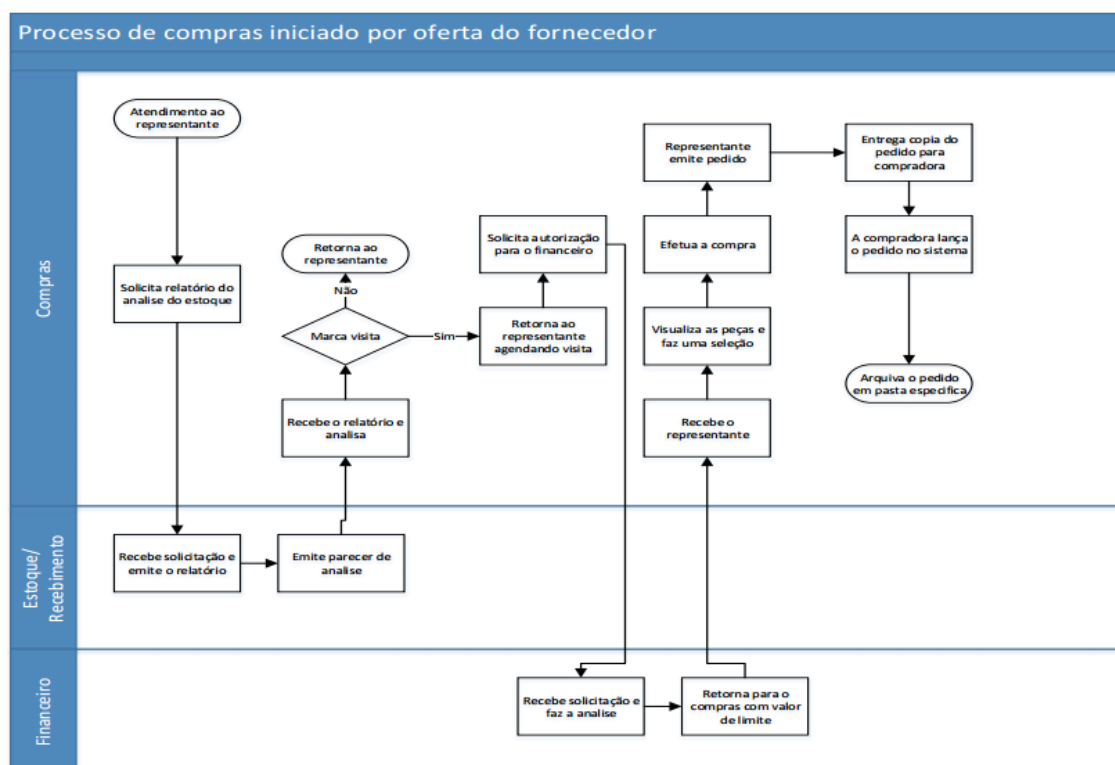 Processo de compras iniciado por oferta do fornecedor
Compras
Atendimento ao
representante
Solicita relatório do
analise do estoque
Retorna ao
representante
Não
Marca visita
Sim
Recebe o relatório e
analisa
Solicita autorização
para o financeiro
Retorna ao
representante
agendando visita
Representante
emite pedido
Efetua a compra
Visualiza as peças e
faz uma seleção
Recebe o
representante
Entrega copia do
pedido para
compradora
A compradora lança
o pedido no sistema
Arquiva o pedido
em pasta especifica
Estoque/
Recebimento
Recebe solicitação e
emite o relatório
Emite parecer de
analise
Financeiro
Recebe solicitação e
faz a analise
Retorna para o
compras com valor
de limite